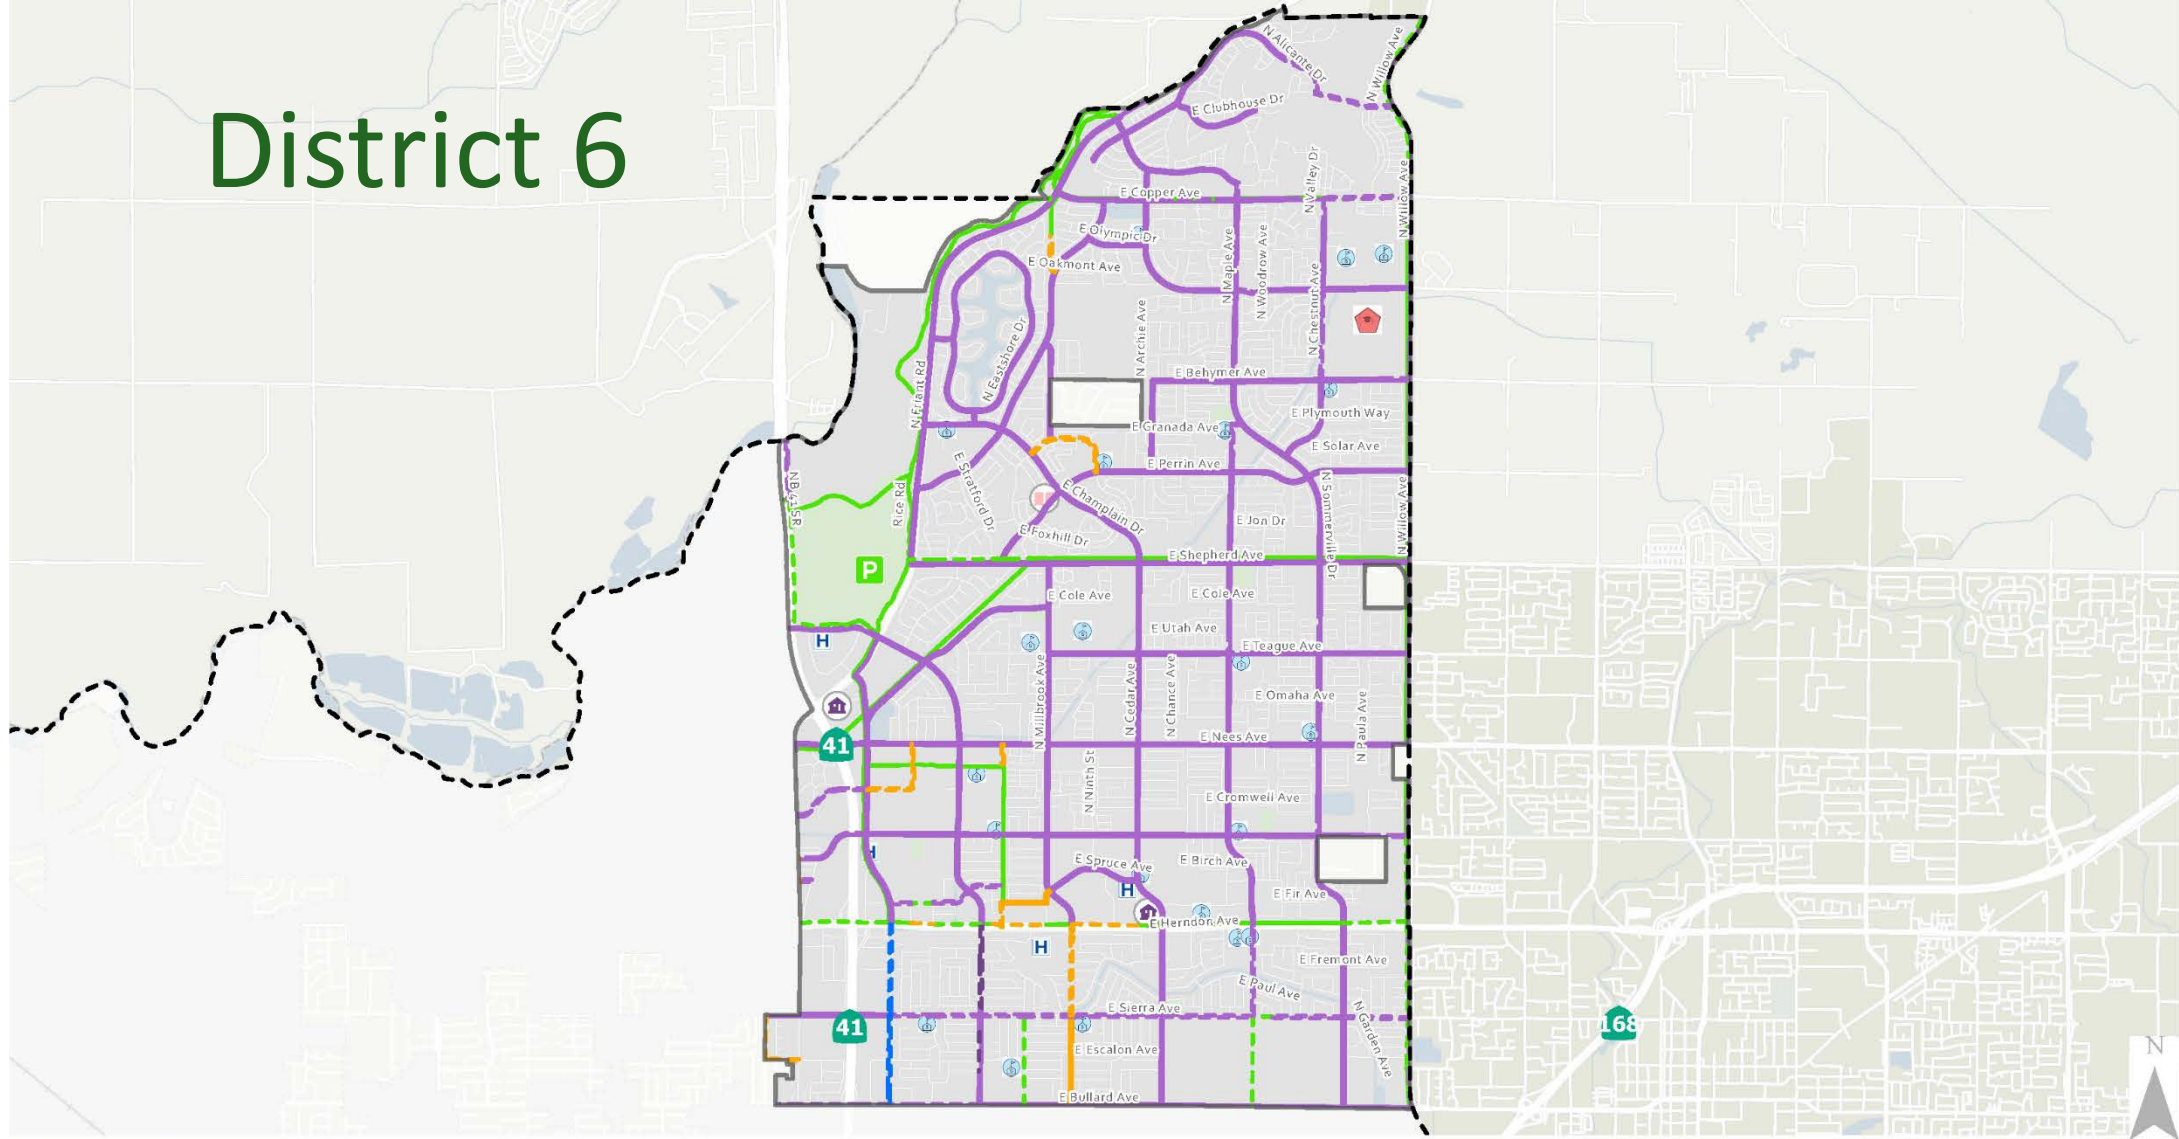 District 6
N Alicante Dr
N Willow Ave
E Clubhouse Dr
N Valley Dr
E Copper Ave
N Willow Ave
E Olympic Dr
N Maple Ave
N Woodrow Ave
E Oakmont Ave
N Chestnut Ave
N Archie Ave
N Eastshore Dr
N Friant Rd
E Behymer Ave
E Plymouth Way
E Granada Ave
E Solar Ave
E Perrin Ave
E Stratford Dr
NB 41 SR
Rice Rd
E Champlain Dr
N Sommerville Dr
N Willow Ave
E Jon Dr
E Foxhill Dr
E Shepherd Ave
P
E Cole Ave
E Cole Ave
E Utah Ave
H
E Teague Ave
N Millbrook Ave
N Cedar Ave
N Chance Ave
E Omaha Ave
N Paula Ave
41
E Nees Ave
N Ninth St
E Cromwell Ave
H
E Spruce Ave
E Birch Ave
H
E Fir Ave
E Herndon Ave
H
E Fremont Ave
E Paul Ave
E Sierra Ave
N Garden Ave
41
168
E Escalon Ave
N
E Bullard Ave